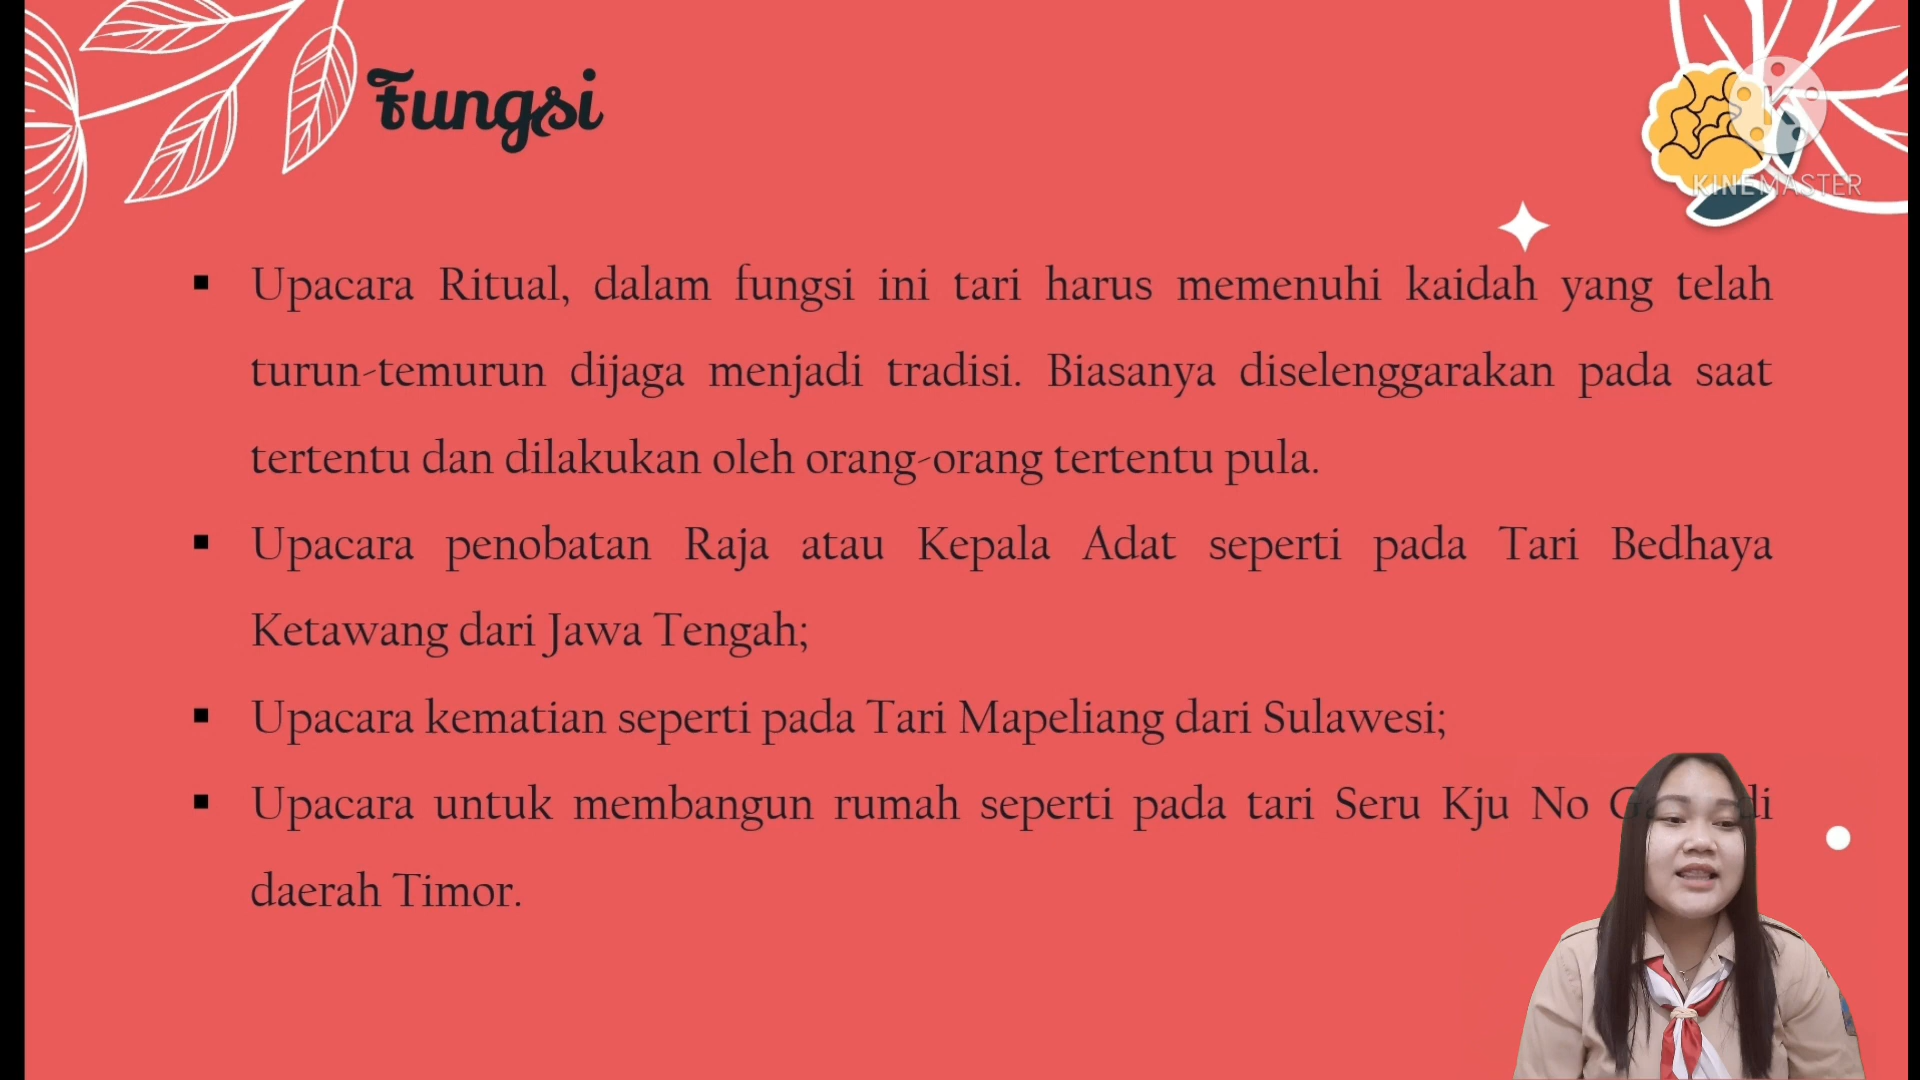 Fungsi
KINEMASTER
▪ Upacara Ritual, dalam fungsi ini tari harus memenuhi kaidah yang telah
turun-temurun dijaga menjadi tradisi. Biasanya diselenggarakan pada saat
tertentu dan dilakukan oleh orang-orang tertentu pula.
▪ Upacara penobatan Raja atau Kepala Adat seperti pada Tari Bedhaya
Ketawang dari Jawa Tengah;
▪ Upacara kematian seperti pada Tari Mapeliang dari Sulawesi;
▪ Upacara untuk membangun rumah seperti pada tari Seru Kju No di
daerah Timor.